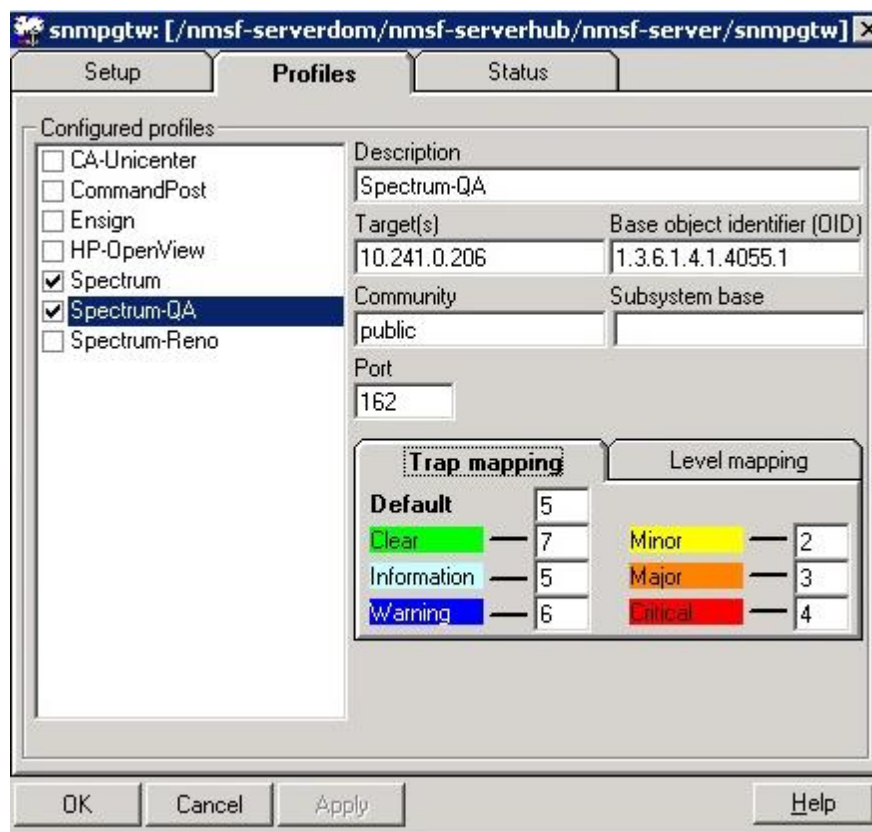 snmpgtw: [/nmsf-serverdom/nmsf-serverhub/nmsf-server/snmpgtw]
Setup
Profiles
Status
Configured profiles
CA-Unicenter
CommandPost
Ensign
HP-OpenView
Spectrum
Spectrum-QA
Spectrum-Reno
Description
Spectrum-QA
Target(s)
Base object identifier (OID)
10.241.0.206
1.3.6.1.4.1.4055.1
Community
Subsystem base
public
Port
162
Trap mapping
Level mapping
Default 5
Clear 7
Minor 2
Information 5
Major 3
Warning 6
Critical 4
OK
Cancel
Apply
Help